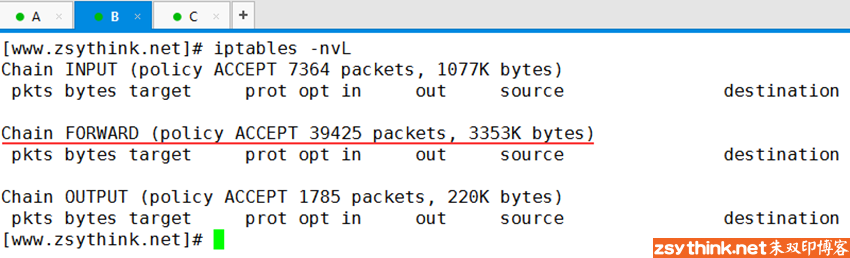 A × B × C × +
[www.zsythink.net]# iptables -nvL
Chain INPUT (policy ACCEPT 7364 packets, 1077K bytes)
pkts bytes target prot opt in out source destination
Chain FORWARD (policy ACCEPT 39425 packets, 3353K bytes)
pkts bytes target prot opt in out source destination
Chain OUTPUT (policy ACCEPT 1785 packets, 220K bytes)
pkts bytes target prot opt in out source destination
[www.zsythink.net]#
zsythink.net朱双印博客